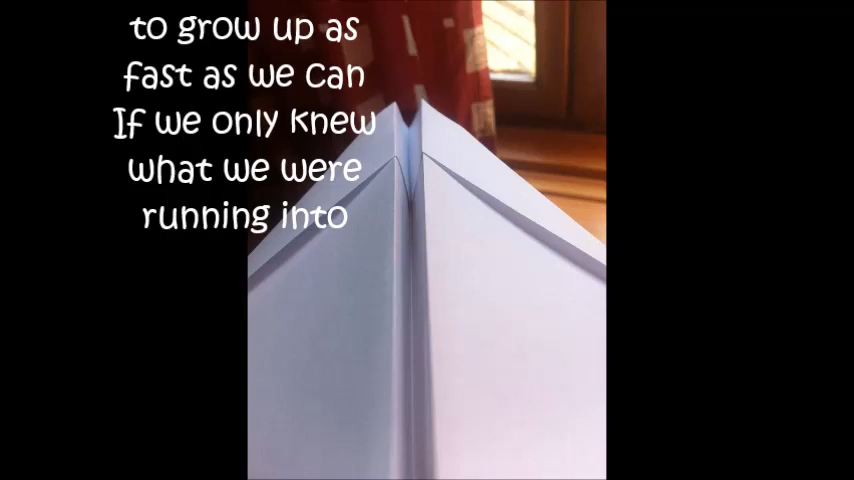 to grow up as
fast as we can
If we only knew
what we were
running into